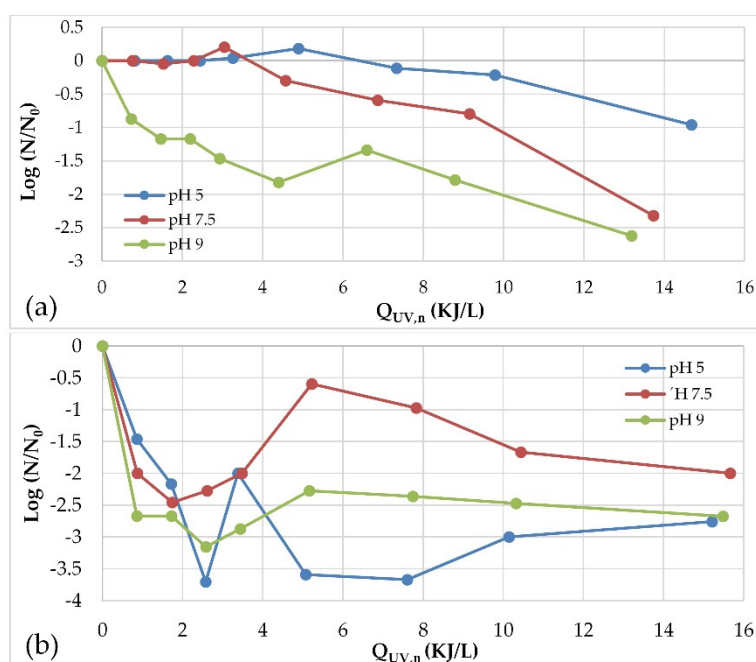 0.5
0
-0.5
-1
-1.5
-2
-2.5
-3
Log (N/N₀)
pH 5
pH 7.5
pH 9
0 2 4 6 8 10 12 14 16
(a)
Q_UV,n (KJ/L)
0
-0.5
-1
-1.5
-2
-2.5
-3
-3.5
-4
Log (N/N₀)
pH 5
´H 7.5
pH 9
0 2 4 6 8 10 12 14 16
(b)
Q_UV,n (KJ/L)